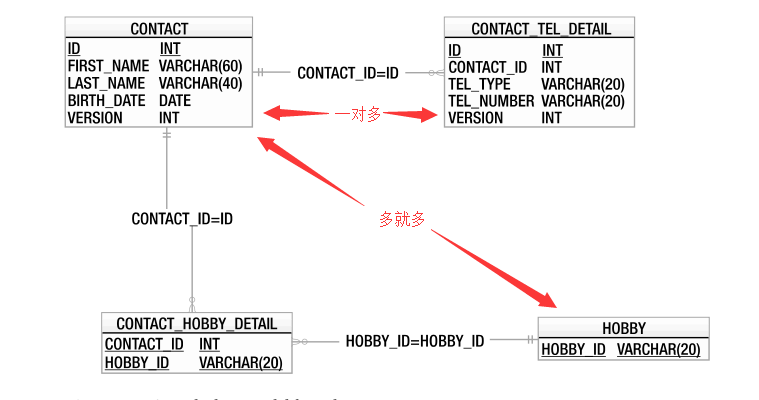 CONTACT
ID INT
FIRST_NAME VARCHAR(60)
LAST_NAME VARCHAR(40)
BIRTH_DATE DATE
VERSION INT
CONTACT_ID=ID
CONTACT_TEL_DETAIL
ID INT
CONTACT_ID INT
TEL_TYPE VARCHAR(20)
TEL_NUMBER VARCHAR(20)
VERSION INT
一对多
多就多
CONTACT_ID=ID
CONTACT_HOBBY_DETAIL
CONTACT_ID INT
HOBBY_ID VARCHAR(20)
HOBBY_ID=HOBBY_ID
HOBBY
HOBBY_ID VARCHAR(20)